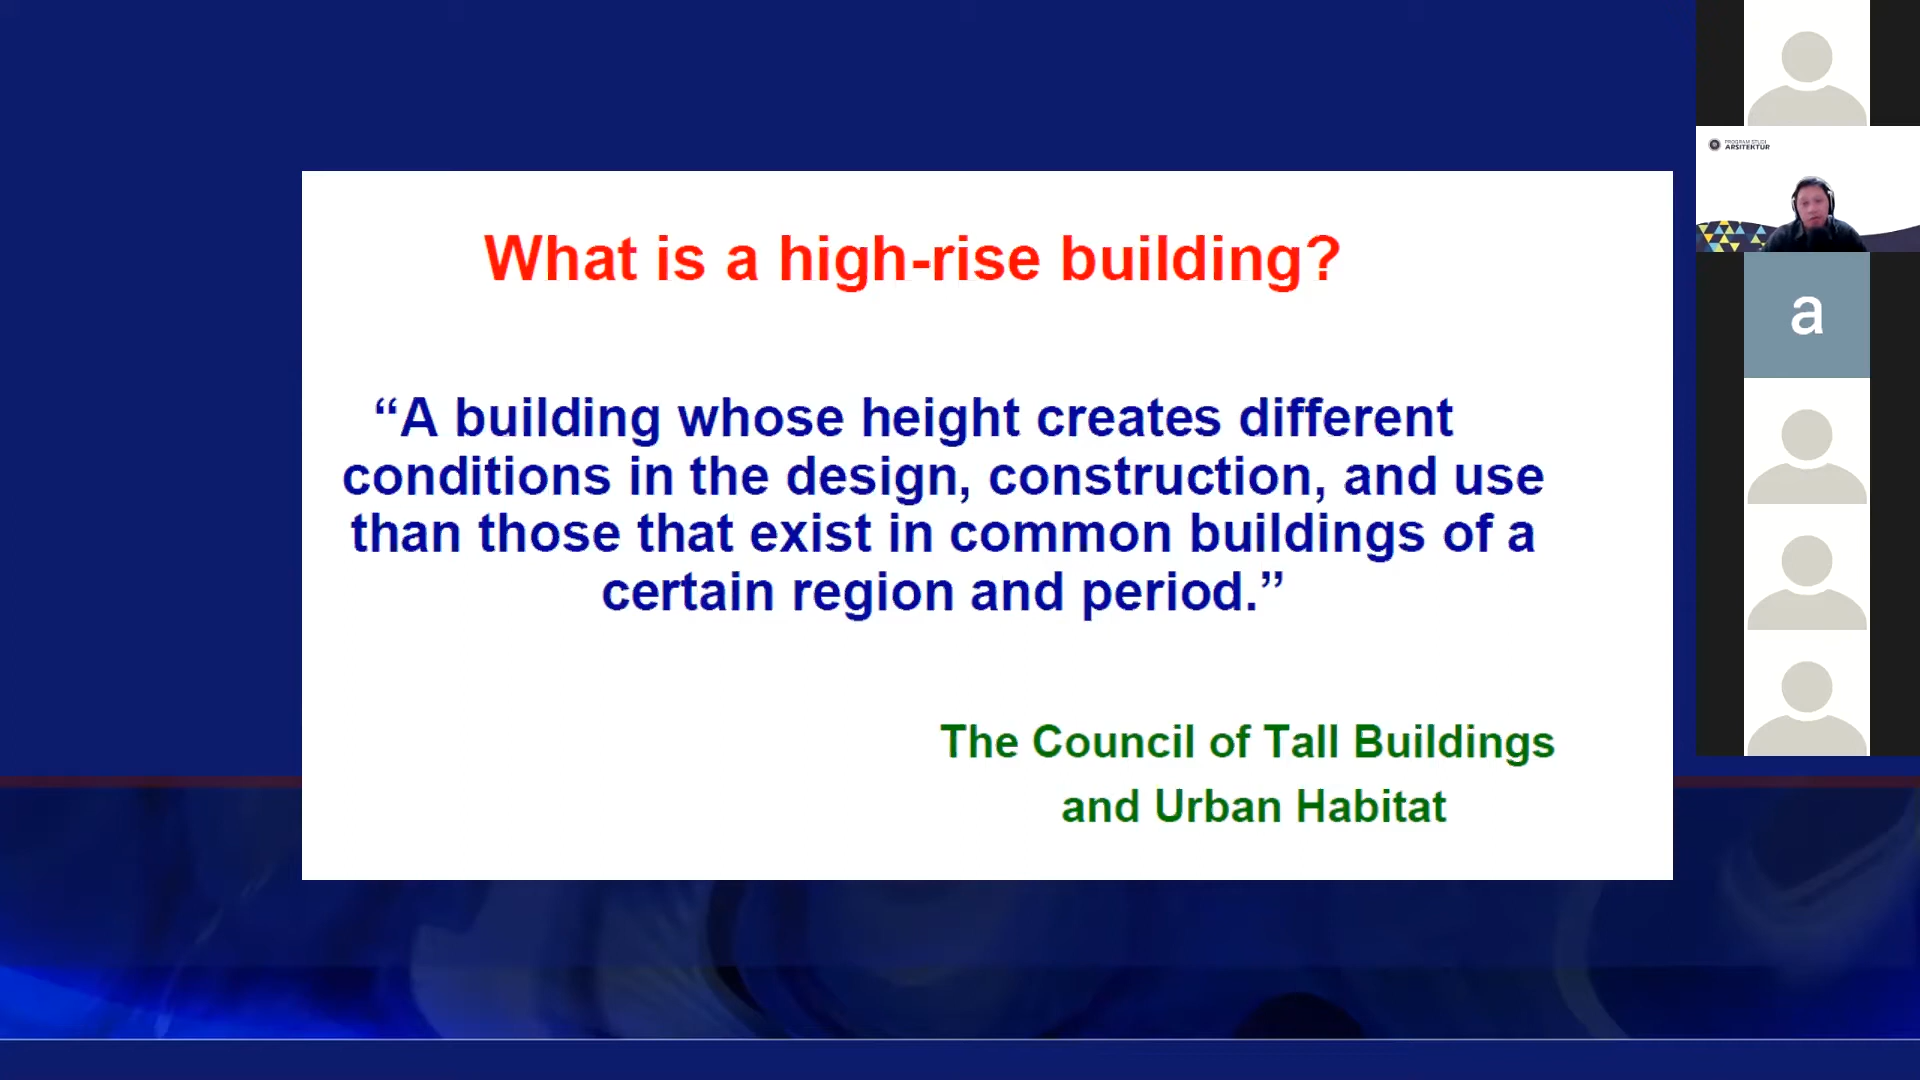 What is a high-rise building?
“A building whose height creates different
conditions in the design, construction, and use
than those that exist in common buildings of a
certain region and period.”
The Council of Tall Buildings
and Urban Habitat
PROGRAM STUDI
ARSITEKTUR
a